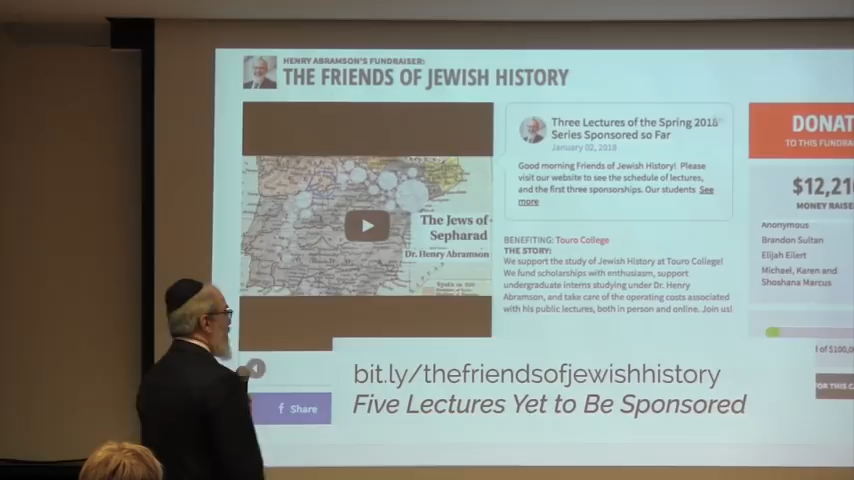 HENRY ABRAMSON'S FUNDRAISER:
THE FRIENDS OF JEWISH HISTORY
Three Lectures of the Spring 2018
Series Sponsored so Far
January 02, 2018
Good morning Friends of Jewish History! Please
visit our website to see the schedule of lectures,
and the first three sponsorships. Our students See
more
The Jews of
Sepharad
Dr. Henry Abramson
BENEFITING: Touro College
THE STORY:
We support the study of Jewish History at Touro College!
We fund scholarships with enthusiasm, support
undergraduate interns studying under Dr. Henry
Abramson, and take care of the operating costs associated
with his public lectures, both in person and online. Join us!
DONAT
TO THIS FUNDRA
$12,21
MONEY RAISE
Anonymous
Brandon Sultan
Elijah Eilert
Michael, Karen and
Shoshana Marcus
l of $100,0
FOR THIS CA
f Share
bit.ly/thefriendsofjewishhistory
Five Lectures Yet to Be Sponsored